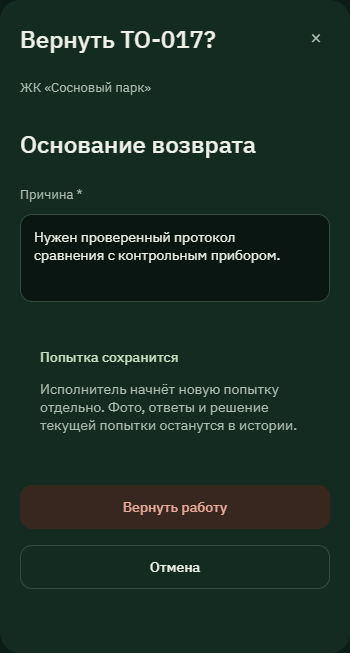 Вернуть ТО-017?
×
ЖК «Сосновый парк»
Основание возврата
Причина *
Нужен проверенный протокол
сравнения с контрольным прибором.
Попытка сохранится
Исполнитель начнёт новую попытку
отдельно. Фото, ответы и решение
текущей попытки останутся в истории.
Вернуть работу
Отмена